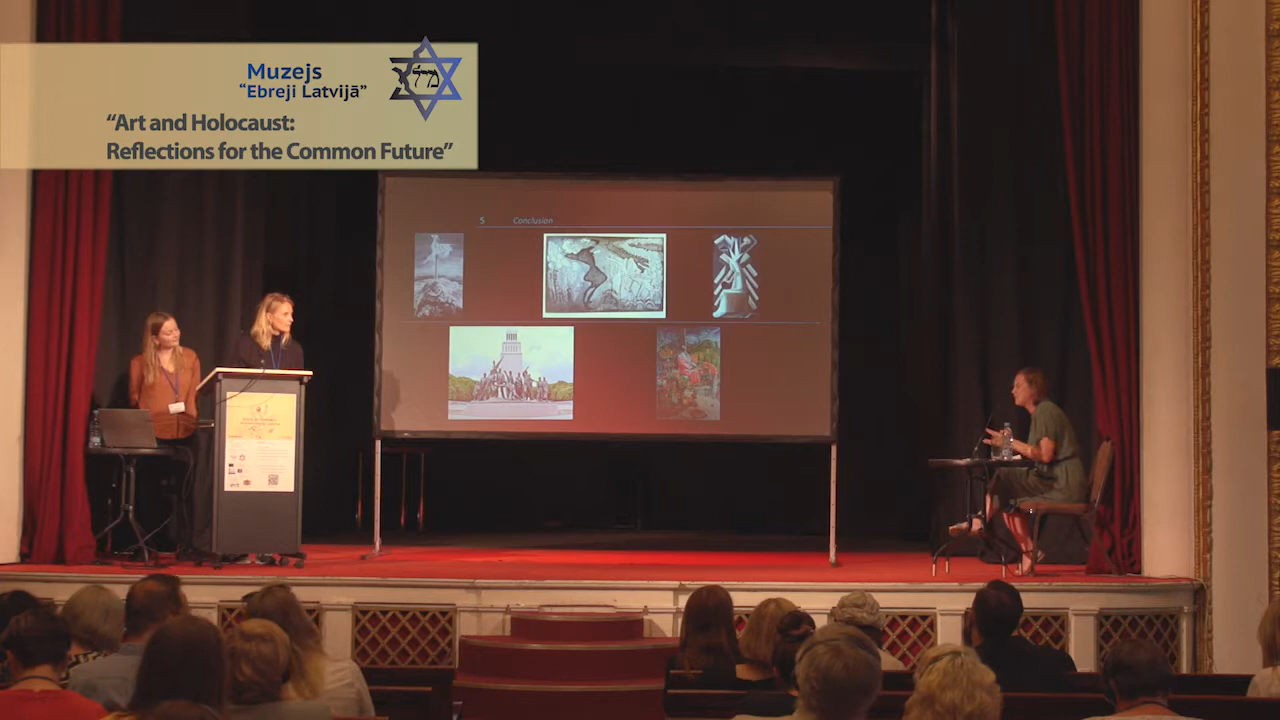 Muzejs
“Ebreji Latvijā”
“Art and Holocaust:
Reflections for the Common Future”
5 Conclusion